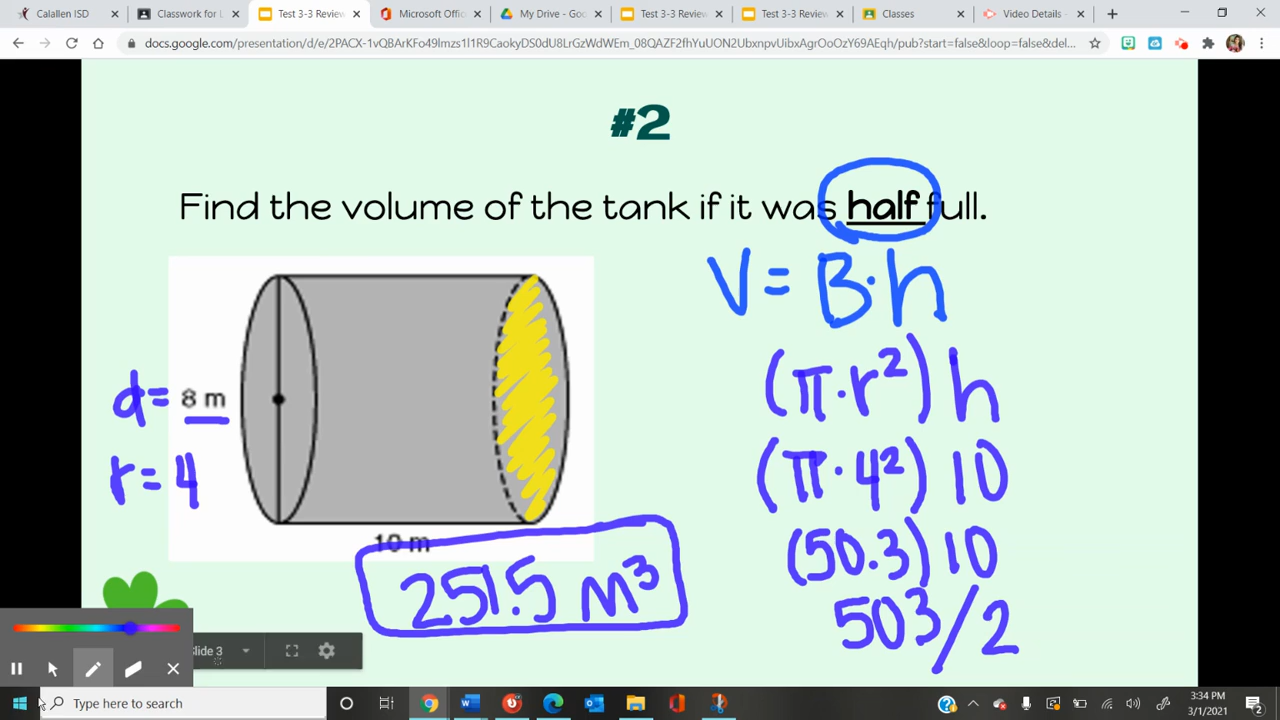 Calallen ISD
Classwork for L
Test 3-3 Review
Microsoft Offic
My Drive - Goo
Test 3-3 Review
Test 3-3 Review
Classes
Video Details -
#2
Find the volume of the tank if it was half full.
V = B·h
(π·r²) h
d= 8 m
r = 4
(π·4²) 10
10 m
(50.3) 10
251.5 m³
503/2
Slide 3
Type here to search
3:34 PM
3/1/2021
2